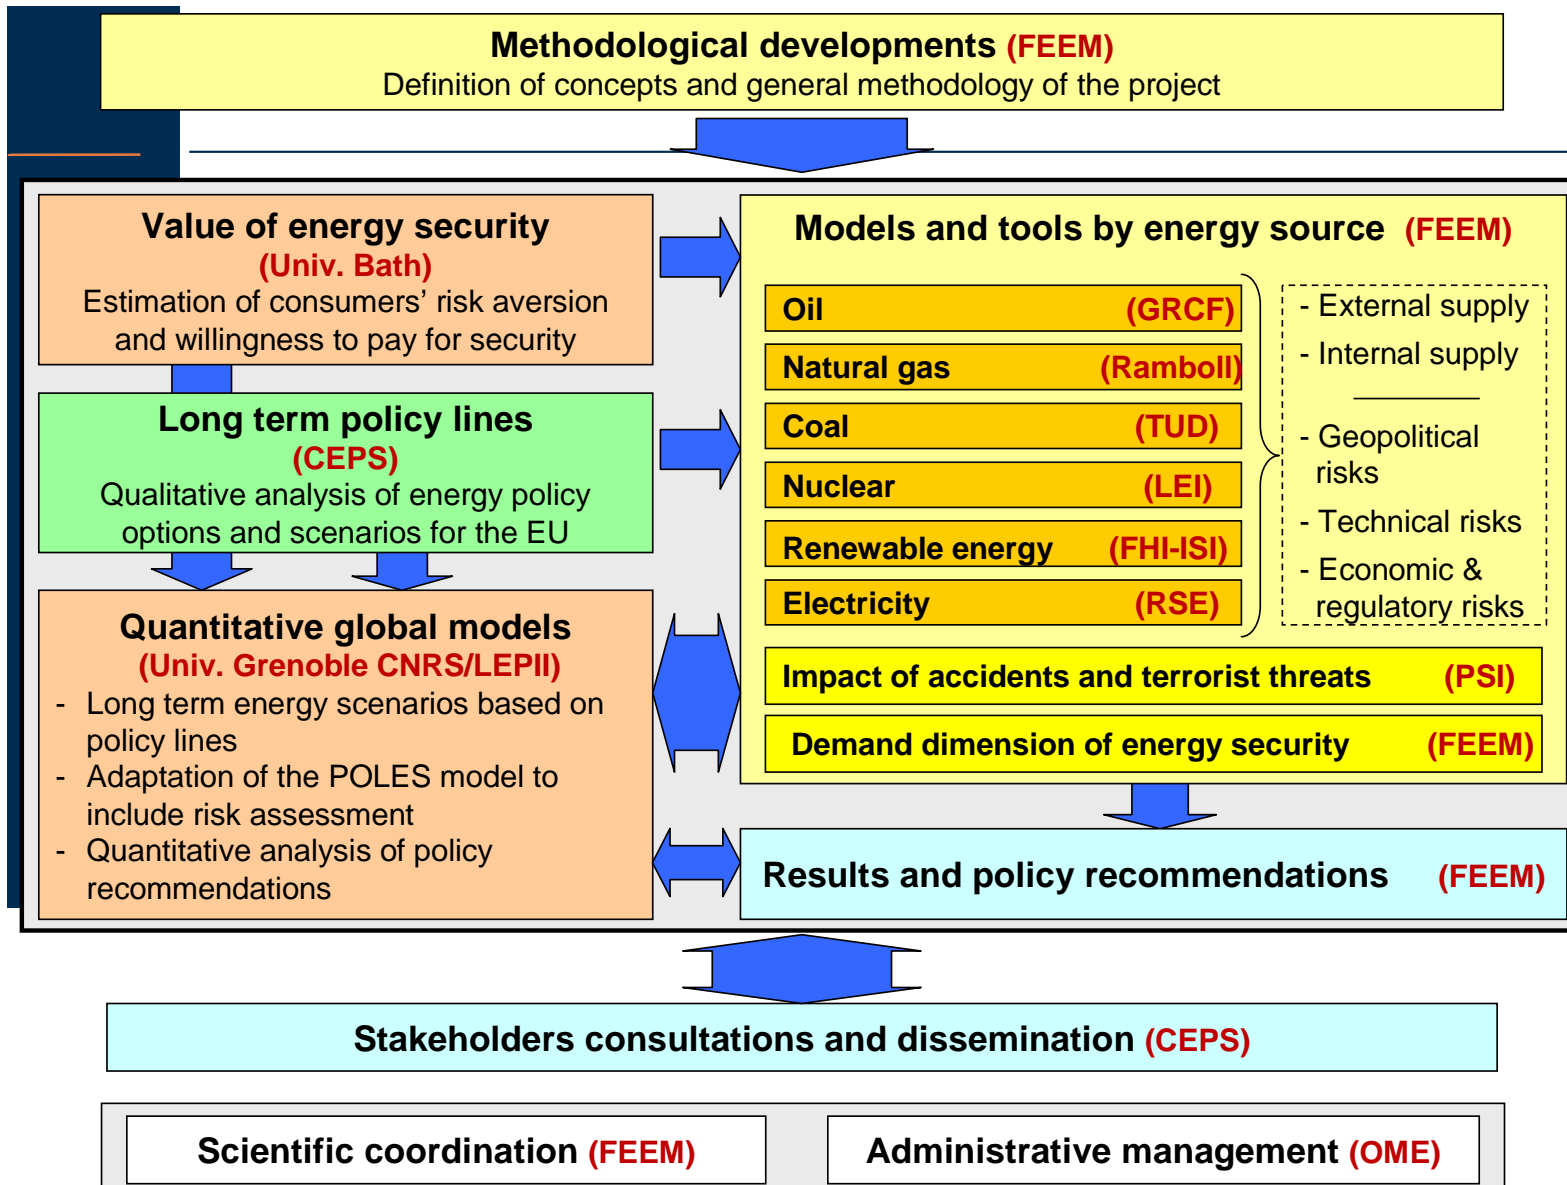 Methodological developments (FEEM)
Definition of concepts and general methodology of the project
Value of energy security
(Univ. Bath)
Estimation of consumers’ risk aversion
and willingness to pay for security
Long term policy lines
(CEPS)
Qualitative analysis of energy policy
options and scenarios for the EU
Quantitative global models
(Univ. Grenoble CNRS/LEPII)
- Long term energy scenarios based on
policy lines
- Adaptation of the POLES model to
include risk assessment
- Quantitative analysis of policy
recommendations
Models and tools by energy source (FEEM)
Oil (GRCF)
Natural gas (Ramboll)
Coal (TUD)
Nuclear (LEI)
Renewable energy (FHI-ISI)
Electricity (RSE)
- External supply
- Internal supply
- Geopolitical
risks
- Technical risks
- Economic &
regulatory risks
Impact of accidents and terrorist threats (PSI)
Demand dimension of energy security (FEEM)
Results and policy recommendations (FEEM)
Stakeholders consultations and dissemination (CEPS)
Scientific coordination (FEEM)
Administrative management (OME)